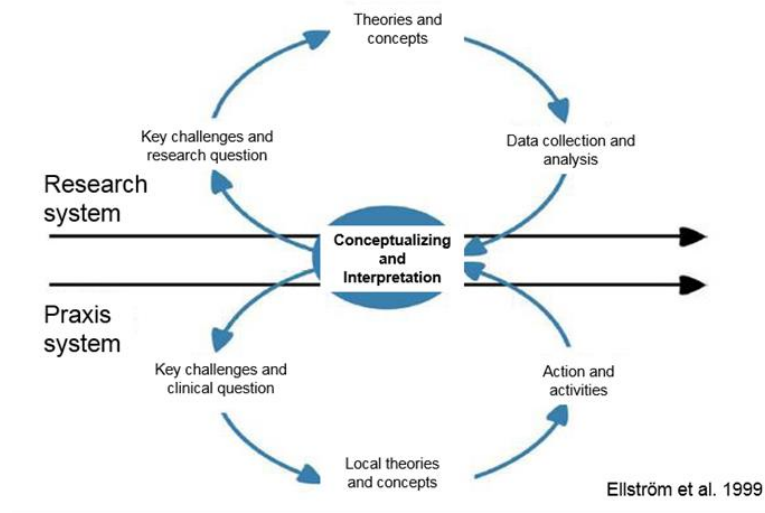 Theories and
concepts
Key challenges and
research question
Data collection and
analysis
Research
system
Conceptualizing
and
Interpretation
Praxis
system
Key challenges and
clinical question
Action and
activities
Local theories
and concepts
Ellström et al. 1999